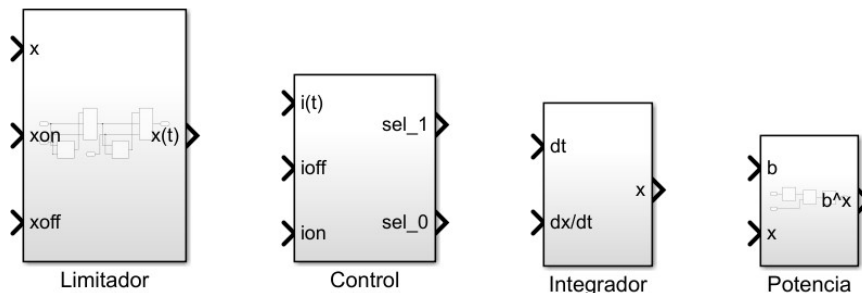 x
xon
x(t)
xoff
Limitador
i(t)
sel_1
ioff
ion
sel_0
Control
dt
x
dx/dt
Integrador
b
b^x
x
Potencia